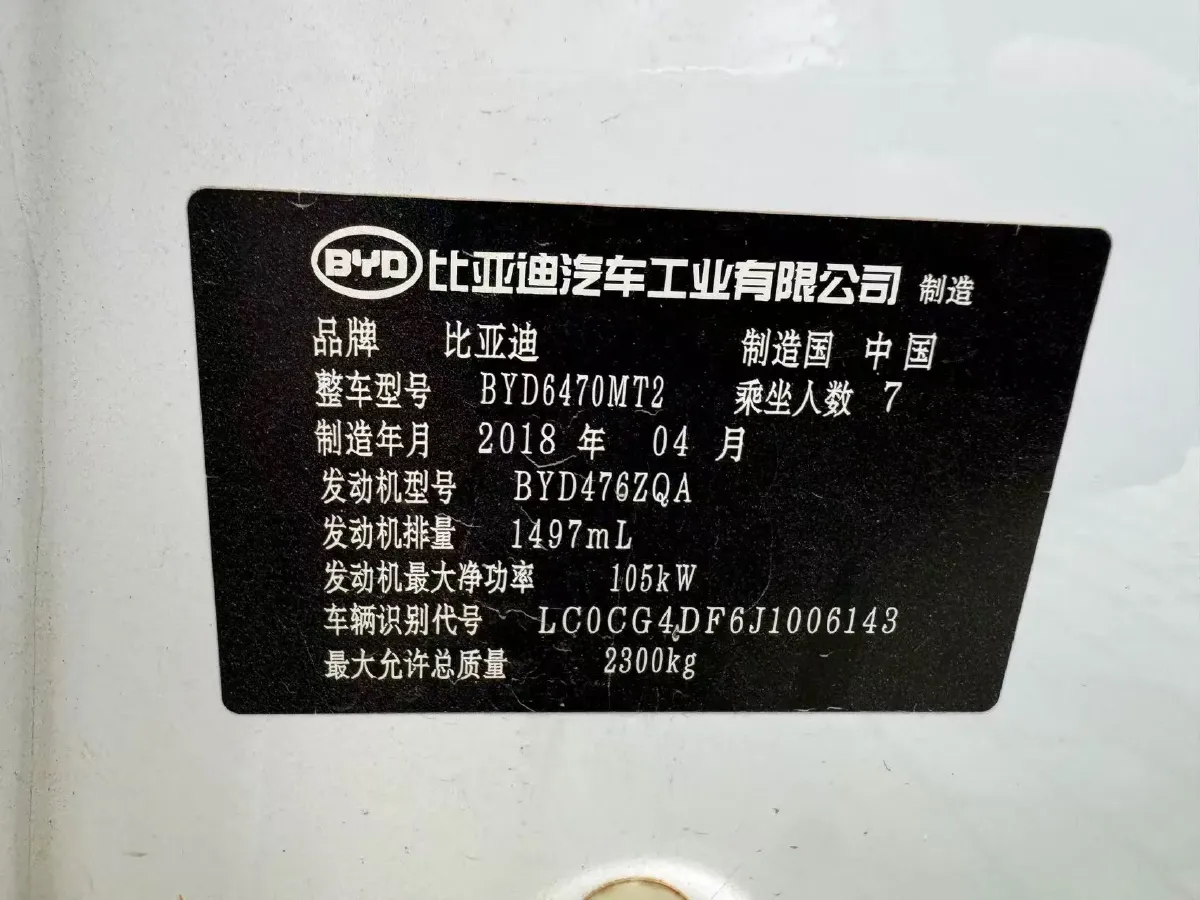 BYD 比亚迪汽车工业有限公司 制造
品牌 比亚迪 制造国 中国
整车型号 BYD6470MT2 乘坐人数 7
制造年月 2018 年 04 月
发动机型号 BYD476ZQA
发动机排量 1497mL
发动机最大净功率 105kW
车辆识别代号 LC0CG4DF6J1006143
最大允许总质量 2300kg